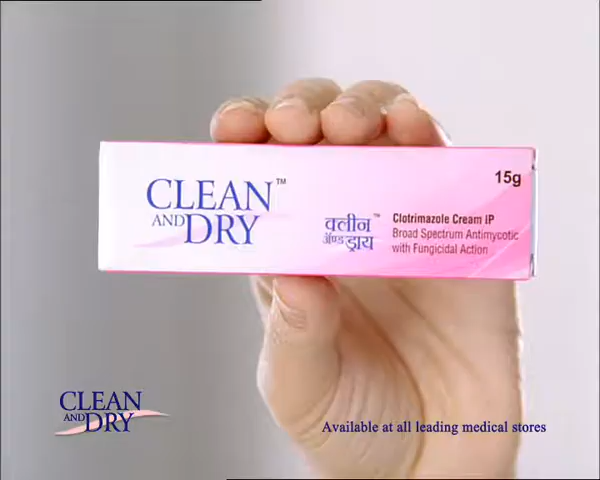 15g
CLEAN™
AND DRY
क्लीन™
ॲण्ड ड्राय
Clotrimazole Cream IP
Broad Spectrum Antimycotic
with Fungicidal Action
CLEAN
AND DRY
Available at all leading medical stores